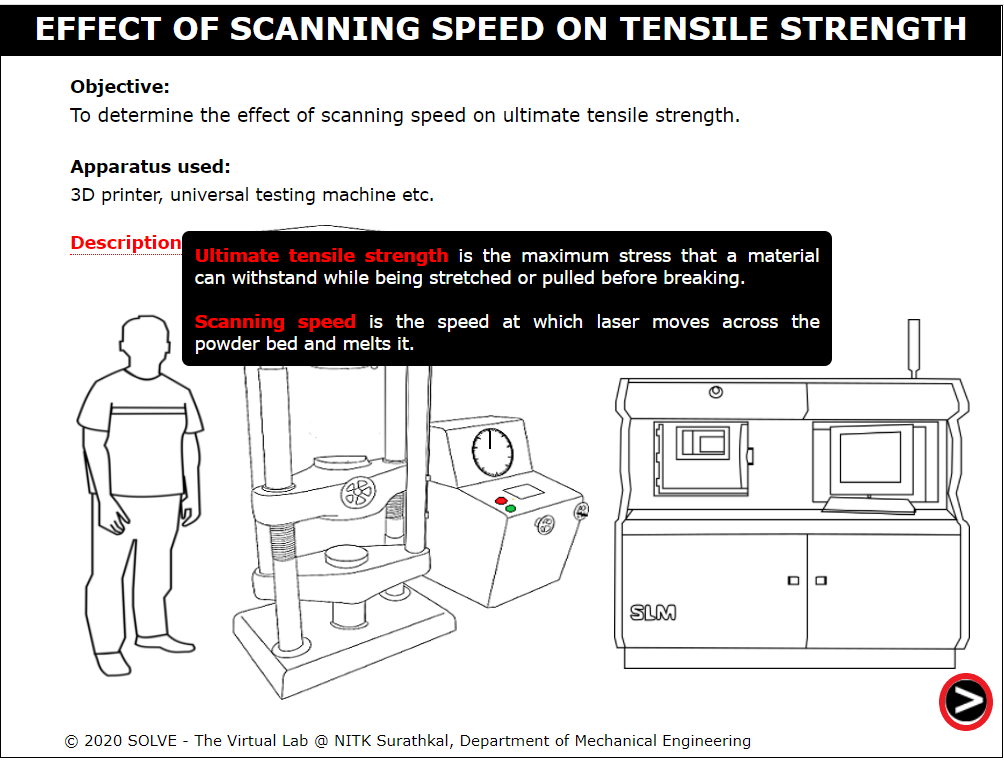 EFFECT OF SCANNING SPEED ON TENSILE STRENGTH
Objective:
To determine the effect of scanning speed on ultimate tensile strength.
Apparatus used:
3D printer, universal testing machine etc.
Description
Ultimate tensile strength is the maximum stress that a material
can withstand while being stretched or pulled before breaking.
Scanning speed is the speed at which laser moves across the
powder bed and melts it.
SLM
© 2020 SOLVE - The Virtual Lab @ NITK Surathkal, Department of Mechanical Engineering